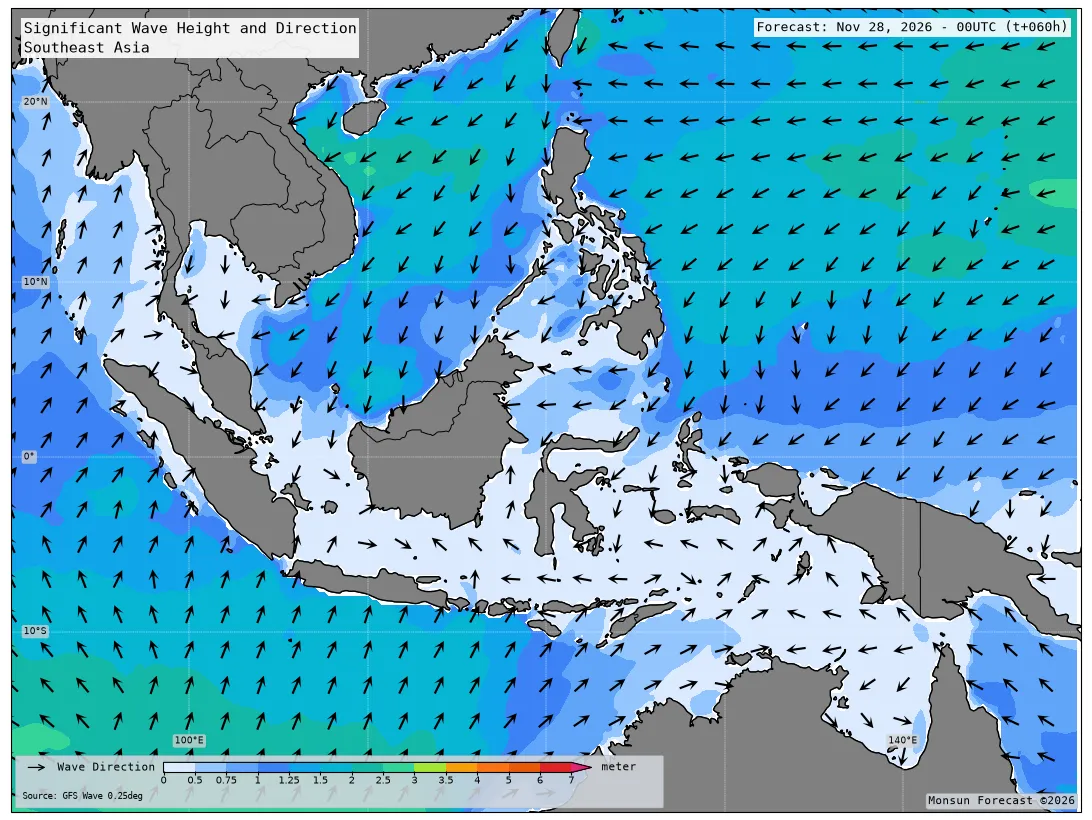 Significant Wave Height and Direction
Southeast Asia
Forecast: Nov 28, 2026 - 00UTC (t+060h)
20°N
10°N
0°
10°S
100°E
140°E
Wave Direction
meter
0 0.5 0.75 1 1.25 1.5 2 2.5 3 3.5 4 5 6 7
Source: GFS Wave 0.25deg
Monsun Forecast ©2026